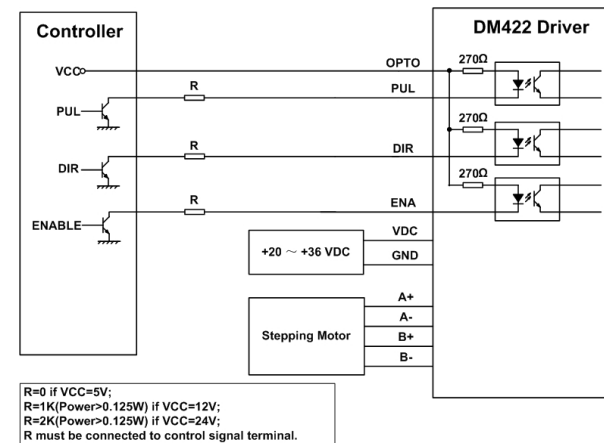 Controller
DM422 Driver
VCC
OPTO
270Ω
R
PUL
PUL
270Ω
R
DIR
DIR
270Ω
R
ENA
ENABLE
VDC
+20 ~ +36 VDC
GND
A+
A-
Stepping Motor
B+
B-
R=0 if VCC=5V;
R=1K(Power>0.125W) if VCC=12V;
R=2K(Power>0.125W) if VCC=24V;
R must be connected to control signal terminal.